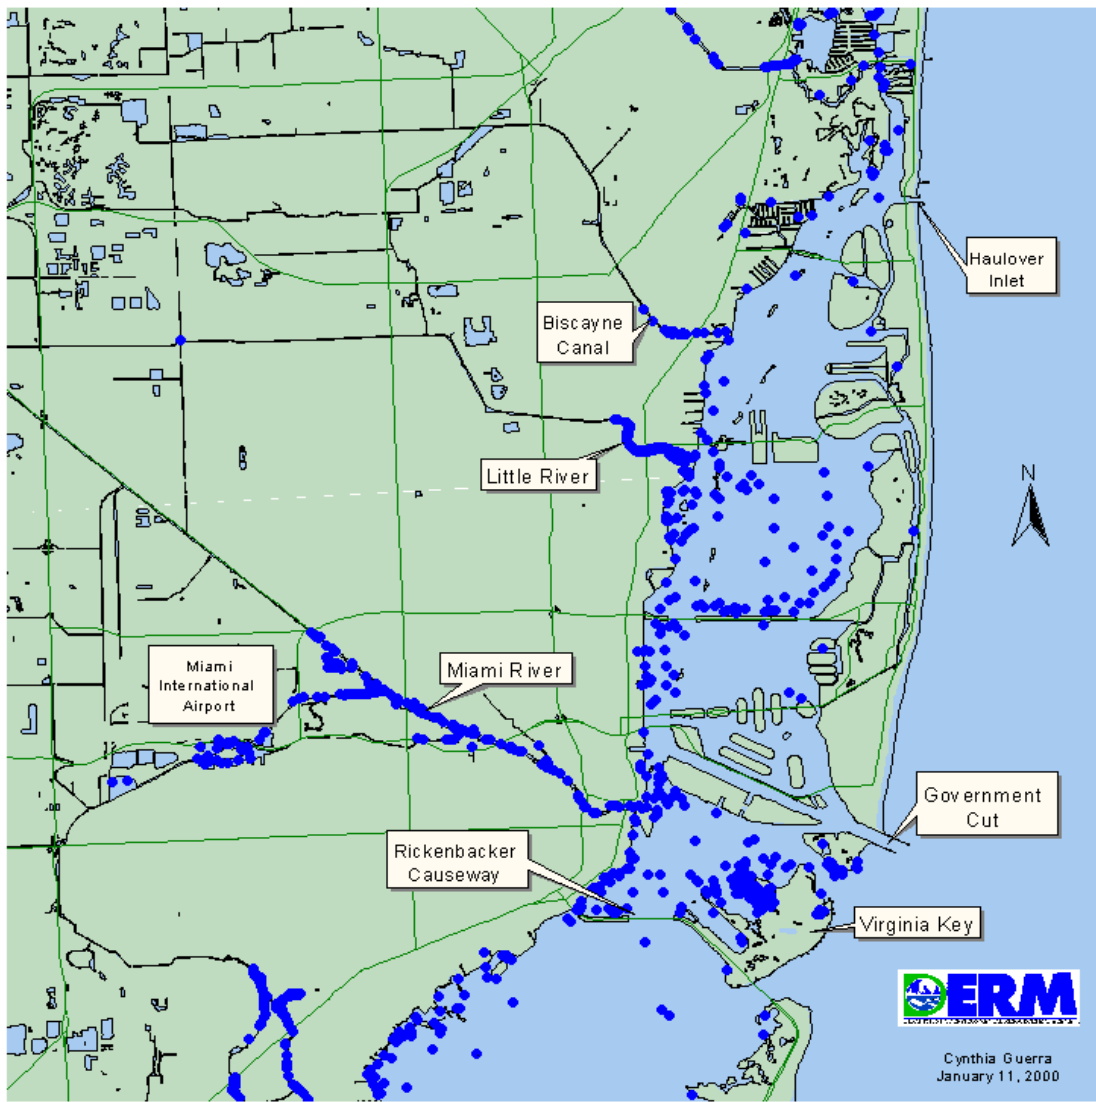 Haulover
Inlet
Biscayne
Canal
Little River
N
Miami
International
Airport
Miami River
Government
Cut
Rickenbacker
Causeway
Virginia Key
DERM
Cynthia Guerra
January 11, 2000